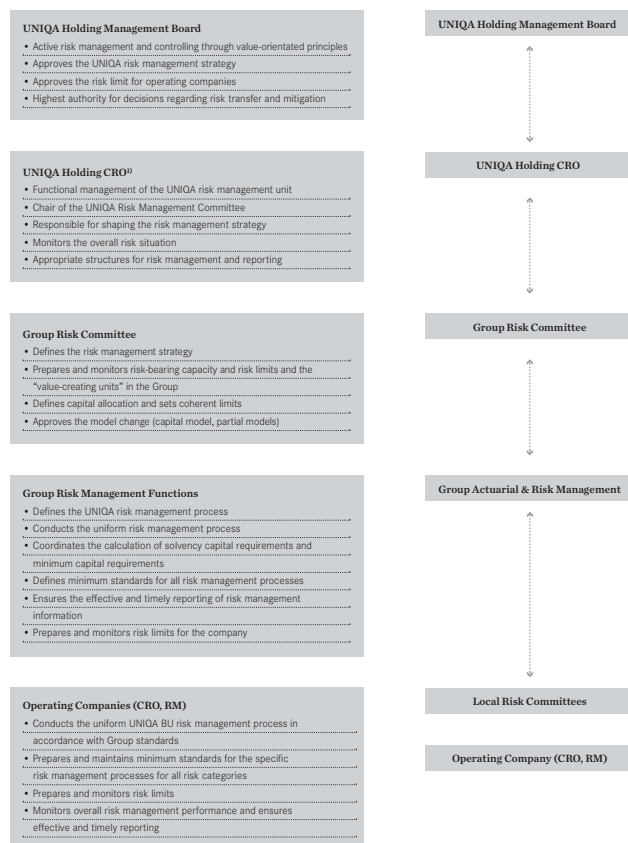 UNIQA Holding Management Board
• Active risk management and controlling through value-orientated principles
• Approves the UNIQA risk management strategy
• Approves the risk limit for operating companies
• Highest authority for decisions regarding risk transfer and mitigation
UNIQA Holding CRO¹⁾
• Functional management of the UNIQA risk management unit
• Chair of the UNIQA Risk Management Committee
• Responsible for shaping the risk management strategy
• Monitors the overall risk situation
• Appropriate structures for risk management and reporting
Group Risk Committee
• Defines the risk management strategy
• Prepares and monitors risk-bearing capacity and risk limits and the
“value-creating units” in the Group
• Defines capital allocation and sets coherent limits
• Approves the model change (capital model, partial models)
Group Risk Management Functions
• Defines the UNIQA risk management process
• Conducts the uniform risk management process
• Coordinates the calculation of solvency capital requirements and
minimum capital requirements
• Defines minimum standards for all risk management processes
• Ensures the effective and timely reporting of risk management
information
• Prepares and monitors risk limits for the company
Operating Companies (CRO, RM)
• Conducts the uniform UNIQA BU risk management process in
accordance with Group standards
• Prepares and maintains minimum standards for the specific
risk management processes for all risk categories
• Prepares and monitors risk limits
• Monitors overall risk management performance and ensures
effective and timely reporting
UNIQA Holding Management Board
UNIQA Holding CRO
Group Risk Committee
Group Actuarial & Risk Management
Local Risk Committees
Operating Company (CRO, RM)